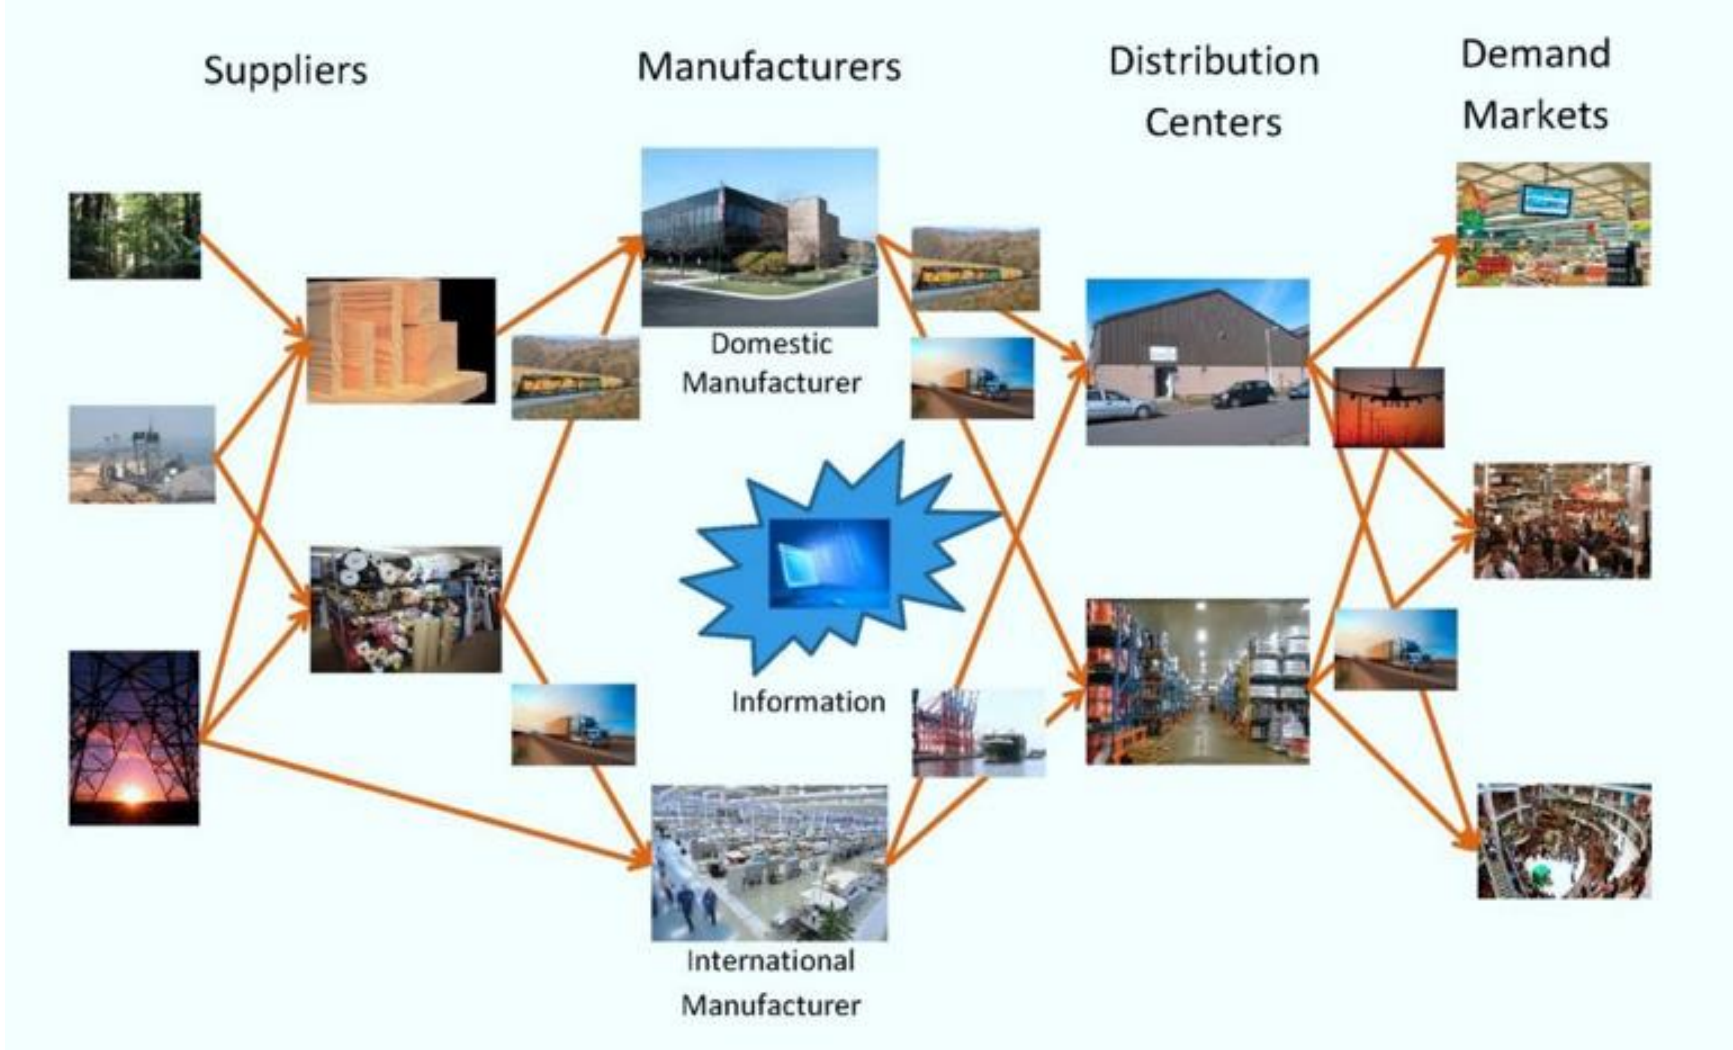 Suppliers
Manufacturers
Distribution
Centers
Demand
Markets
Domestic
Manufacturer
Information
International
Manufacturer